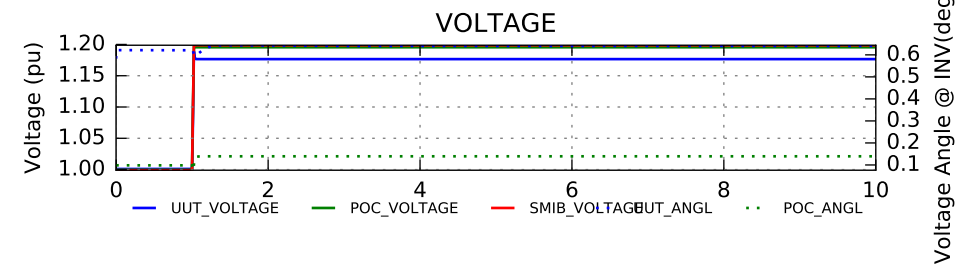 VOLTAGE
Voltage (pu)
1.20
1.15
1.10
1.05
1.00
0.6
0.5
0.4
0.3
0.2
0.1
Voltage Angle @ INV(deg
0 2 4 6 8 10
UUT_VOLTAGE POC_VOLTAGE SMIB_VOLTAGE UUT_ANGL POC_ANGL